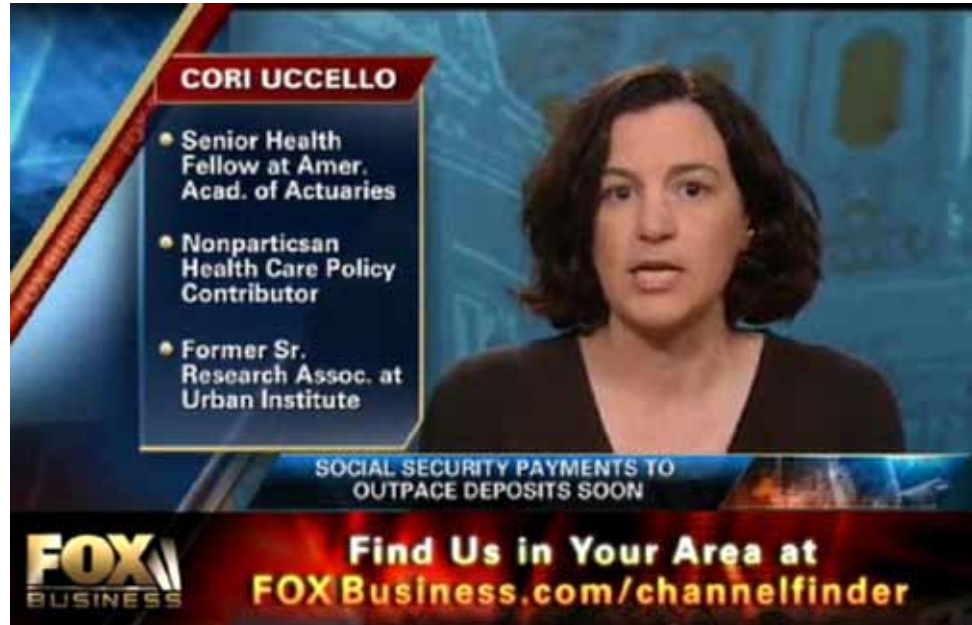 CORI UCCELLO
Senior Health
Fellow at Amer.
Acad. of Actuaries
Nonparticsan
Health Care Policy
Contributor
Former Sr.
Research Assoc. at
Urban Institute
SOCIAL SECURITY PAYMENTS TO
OUTPACE DEPOSITS SOON
FOX
BUSINESS
Find Us in Your Area at
FOXBusiness.com/channelfinder